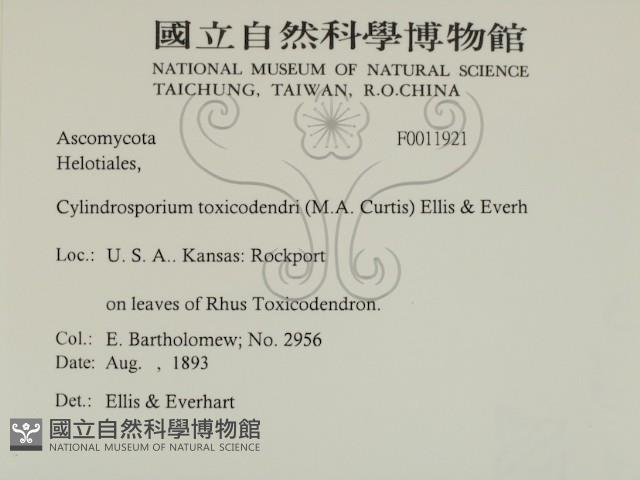 國立自然科學博物館
NATIONAL MUSEUM OF NATURAL SCIENCE
TAICHUNG, TAIWAN, R.O.CHINA
Ascomycota F0011921
Helotiales,
Cylindrosporium toxicodendri (M.A. Curtis) Ellis & Everh
Loc.: U. S. A.. Kansas: Rockport
on leaves of Rhus Toxicodendron.
Col.: E. Bartholomew; No. 2956
Date: Aug. , 1893
Det.: Ellis & Everhart
國立自然科學博物館
NATIONAL MUSEUM OF NATURAL SCIENCE